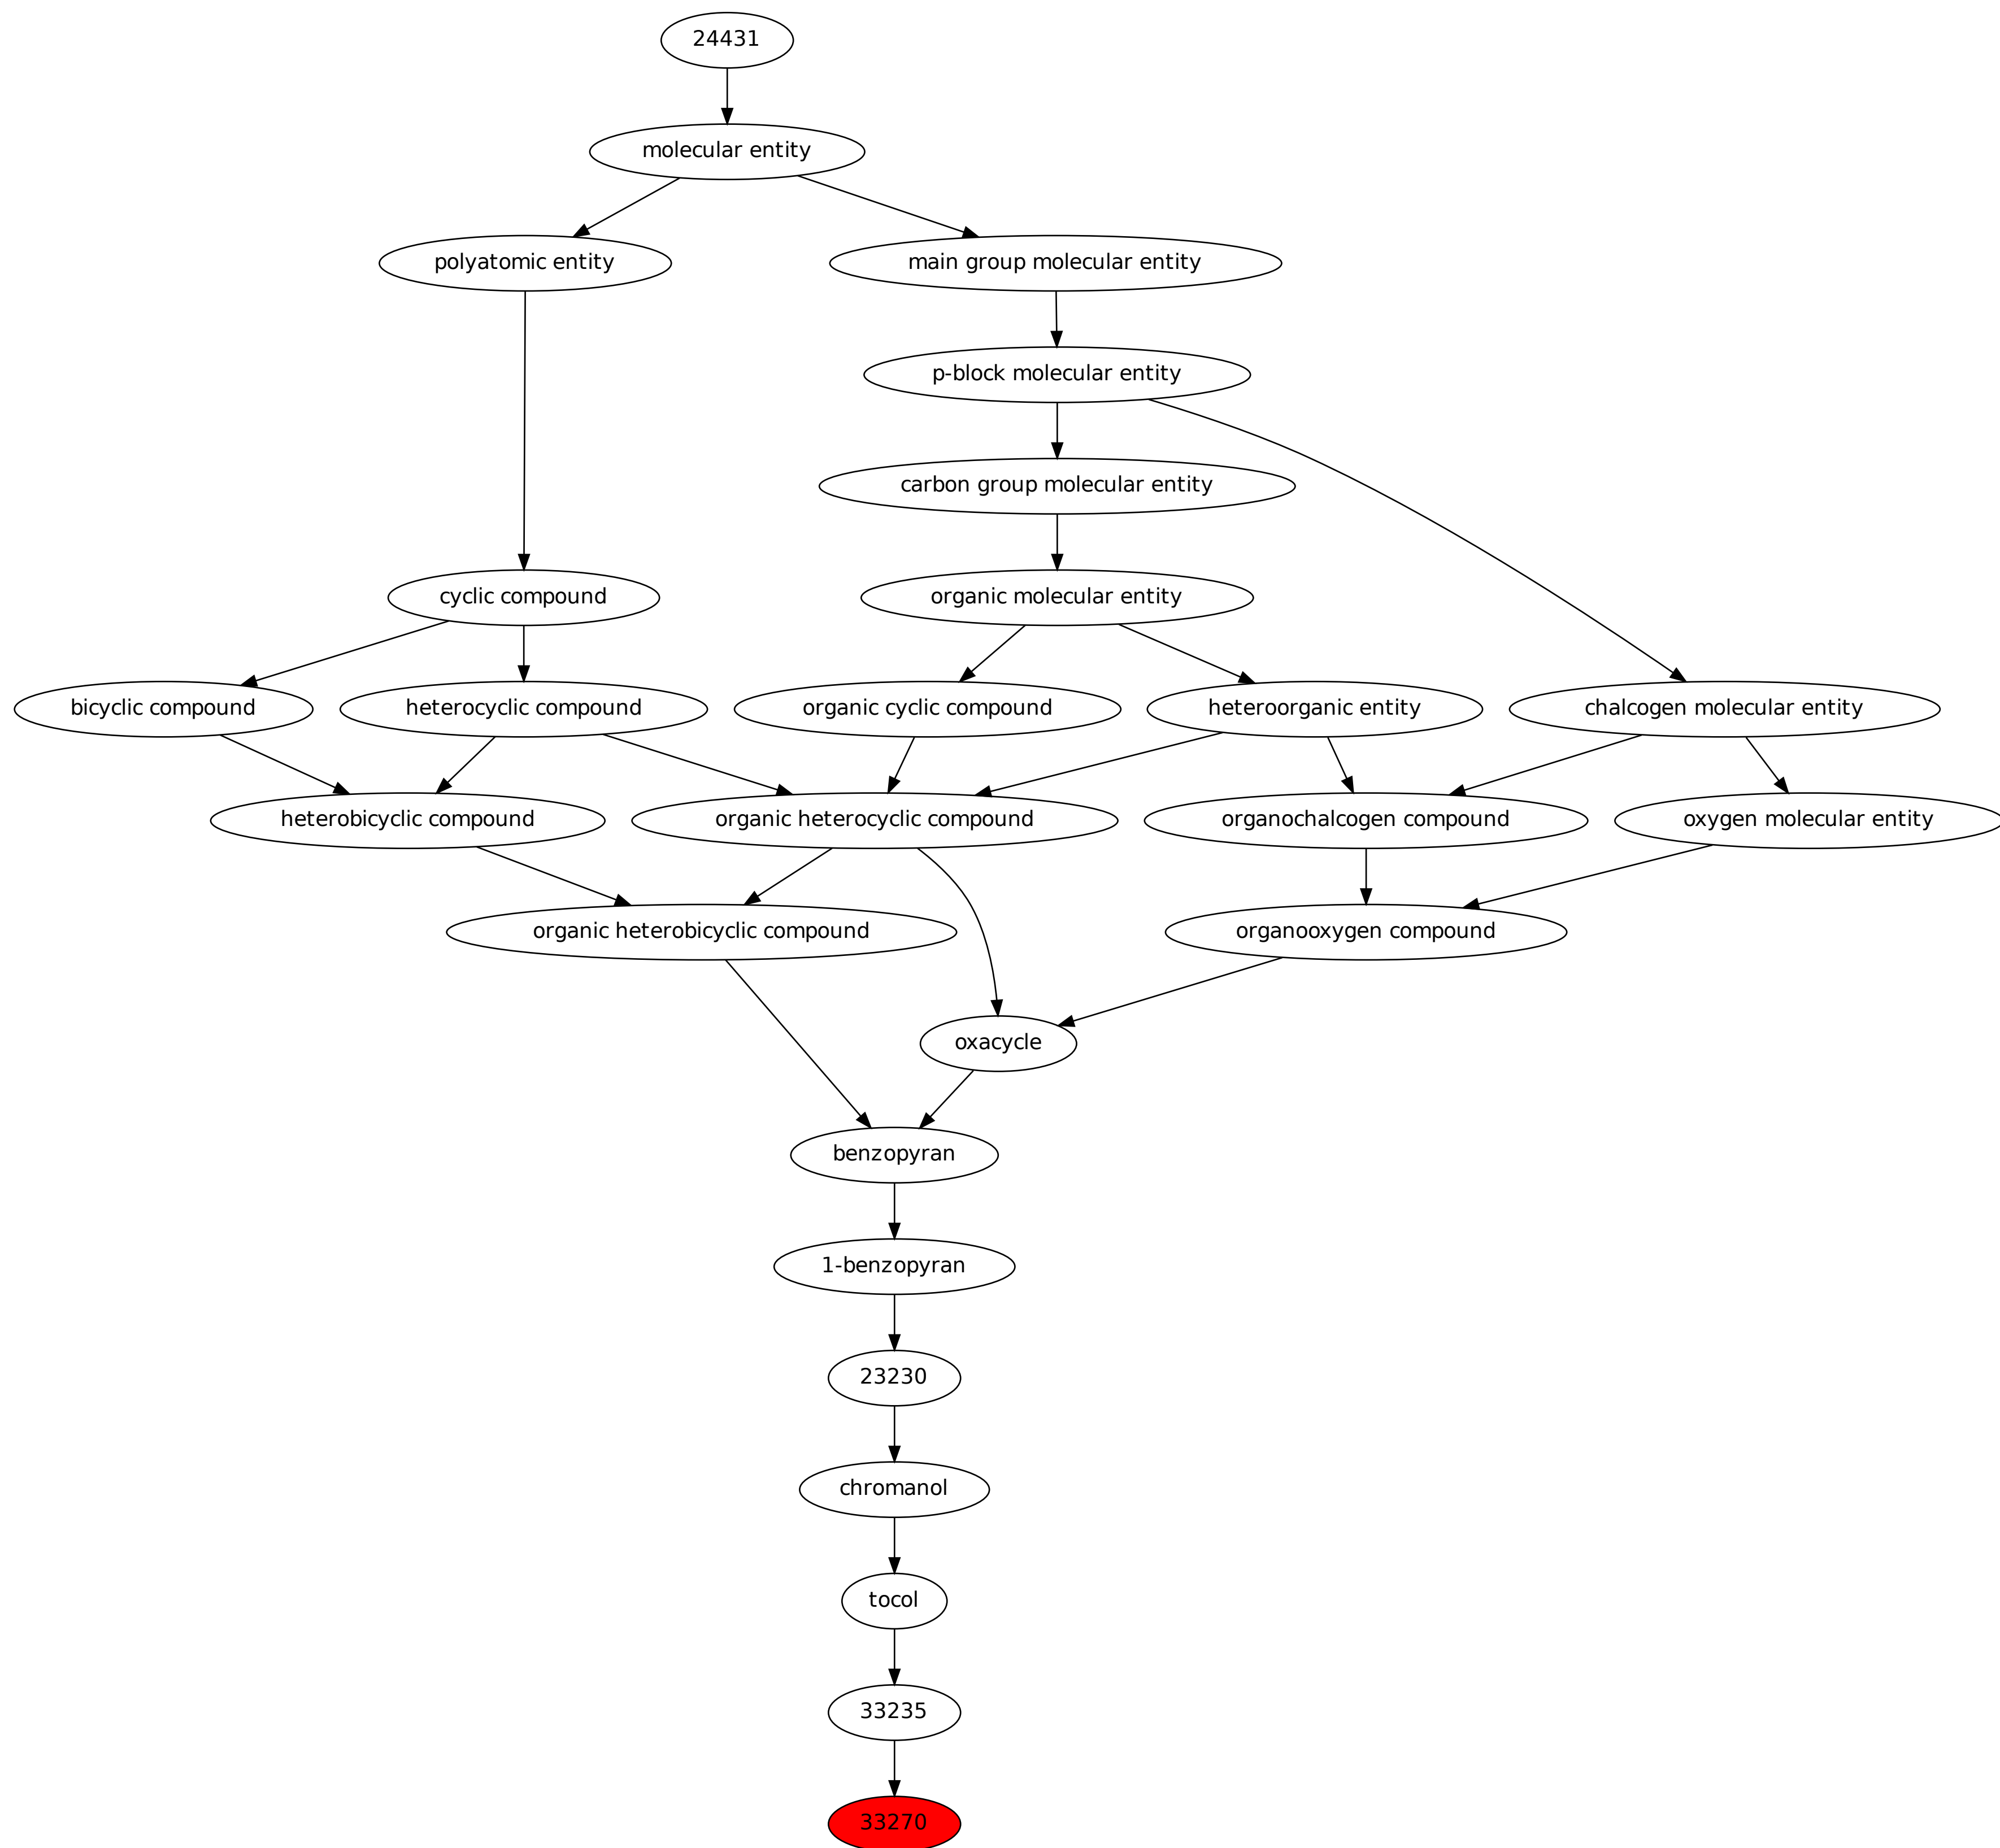 24431
molecular entity
polyatomic entity
main group molecular entity
p-block molecular entity
carbon group molecular entity
cyclic compound
organic molecular entity
bicyclic compound
heterocyclic compound
organic cyclic compound
heteroorganic entity
chalcogen molecular entity
heterobicyclic compound
organic heterocyclic compound
organochalcogen compound
oxygen molecular entity
organic heterobicyclic compound
organooxygen compound
oxacycle
benzopyran
1-benzopyran
23230
chromanol
tocol
33235
33270